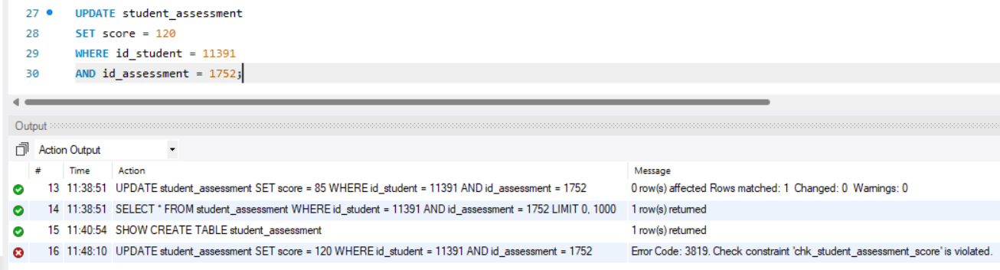 27 UPDATE student_assessment
28 SET score = 120
29 WHERE id_student = 11391
30 AND id_assessment = 1752;
Output
Action Output
# Time Action Message
13 11:38:51 UPDATE student_assessment SET score = 85 WHERE id_student = 11391 AND id_assessment = 1752 0 row(s) affected Rows matched: 1 Changed: 0 Warnings: 0
14 11:38:51 SELECT * FROM student_assessment WHERE id_student = 11391 AND id_assessment = 1752 LIMIT 0, 1000 1 row(s) returned
15 11:40:54 SHOW CREATE TABLE student_assessment 1 row(s) returned
16 11:48:10 UPDATE student_assessment SET score = 120 WHERE id_student = 11391 AND id_assessment = 1752 Error Code: 3819. Check constraint 'chk_student_assessment_score' is violated.